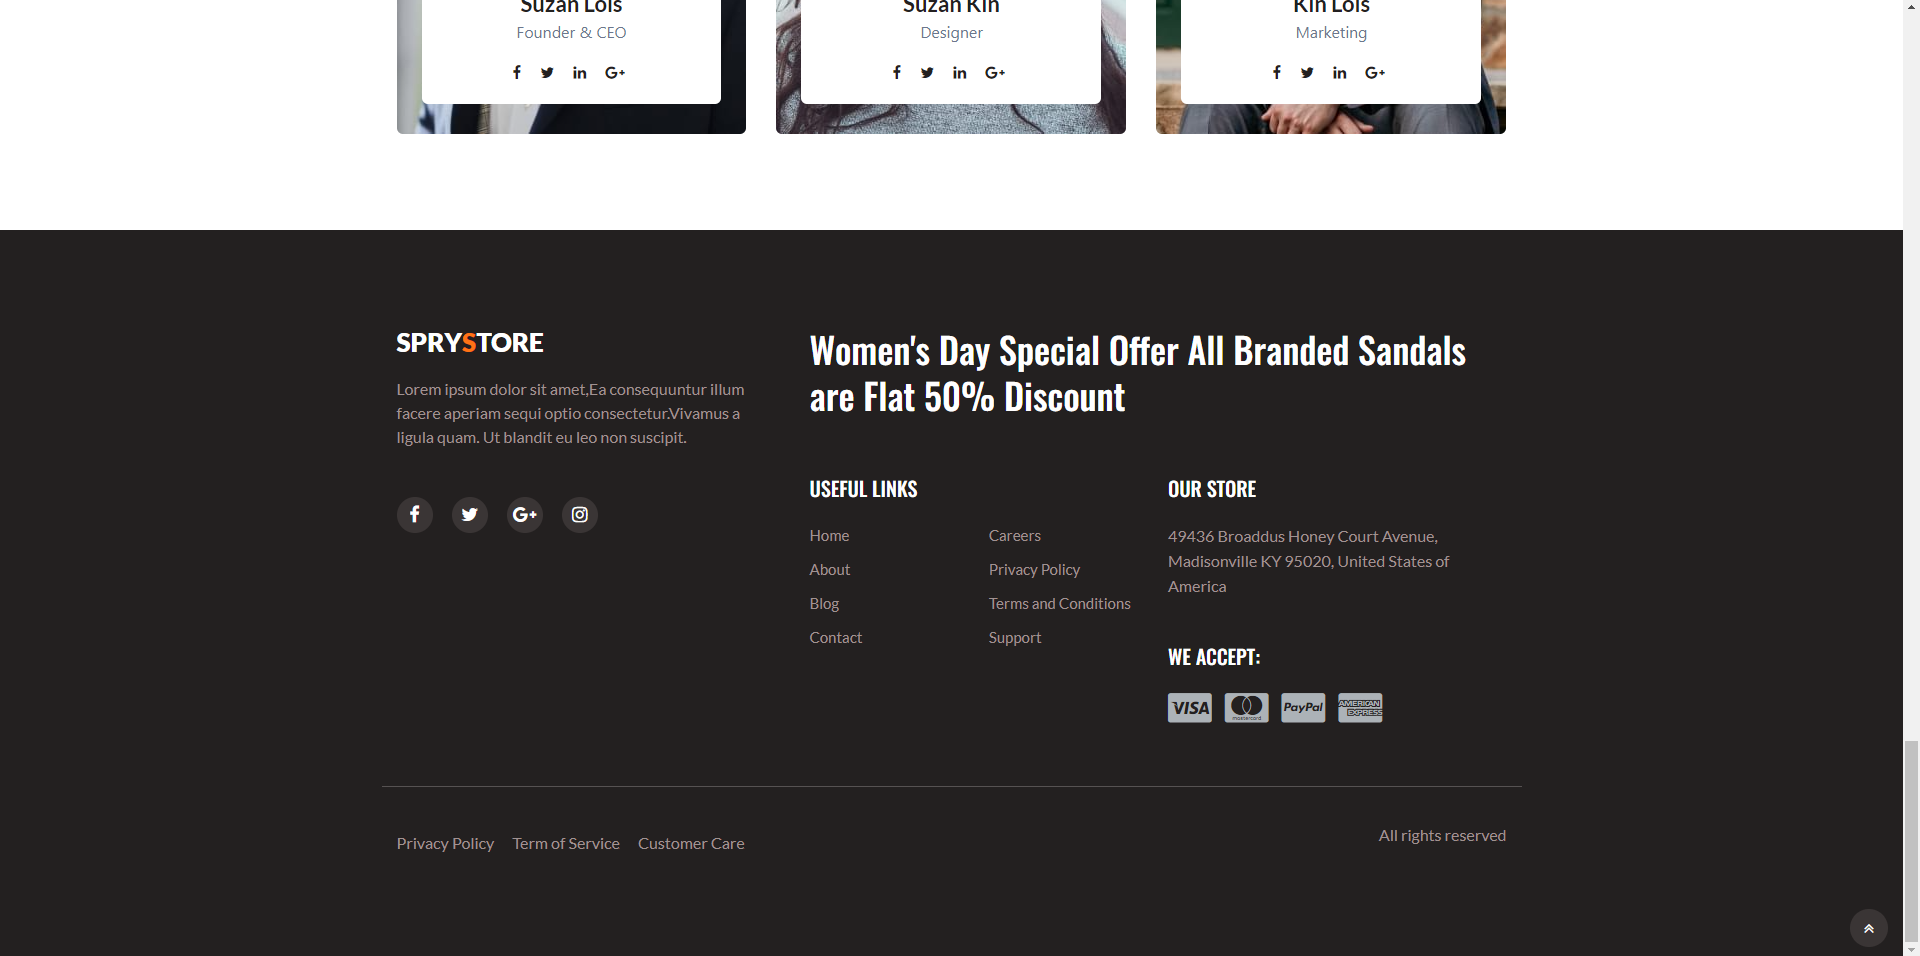 Suzan Lois
Founder & CEO
Suzan Kin
Designer
Kin Lois
Marketing
SPRYSTORE
Lorem ipsum dolor sit amet,Ea consequuntur illum
facere aperiam sequi optio consectetur.Vivamus a
ligula quam. Ut blandit eu leo non suscipit.
Women's Day Special Offer All Branded Sandals
are Flat 50% Discount
USEFUL LINKS
Home
About
Blog
Contact
Careers
Privacy Policy
Terms and Conditions
Support
OUR STORE
49436 Broaddus Honey Court Avenue,
Madisonville KY 95020, United States of
America
WE ACCEPT:
VISA
mastercard
PayPal
AMERICAN
EXPRESS
Privacy Policy Term of Service Customer Care
All rights reserved